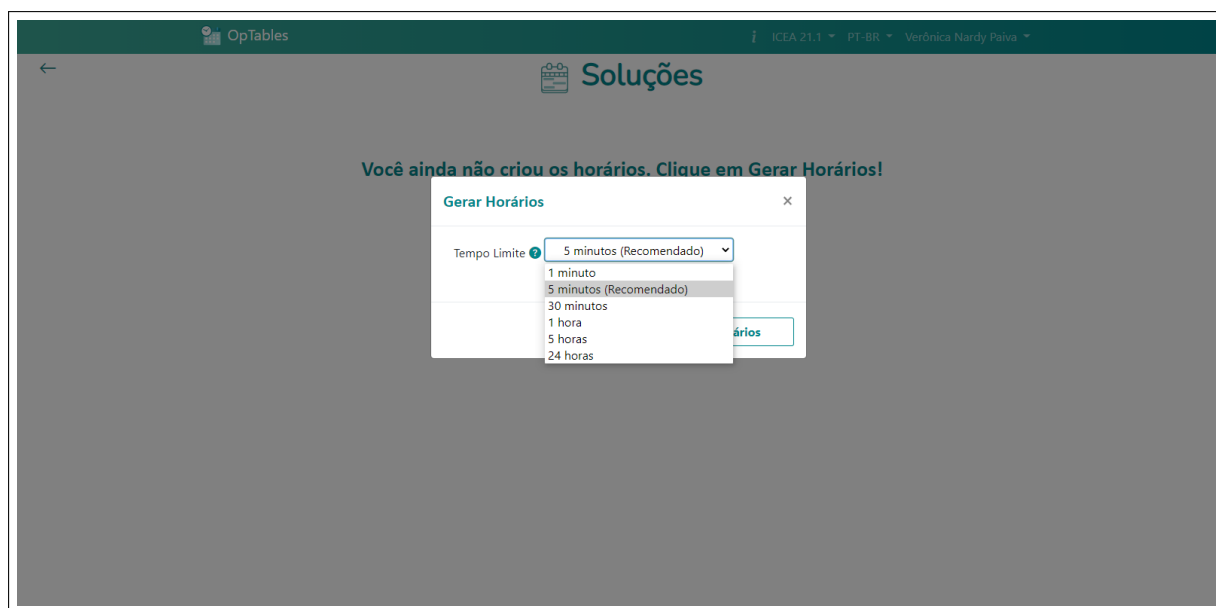 OpTables
i ICEA 21.1 PT-BR Verônica Nardy Paiva
Soluções
Você ainda não criou os horários. Clique em Gerar Horários!
Gerar Horários ×
Tempo Limite ? 5 minutos (Recomendado)
1 minuto
5 minutos (Recomendado)
30 minutos
1 hora
5 horas
24 horas
ários